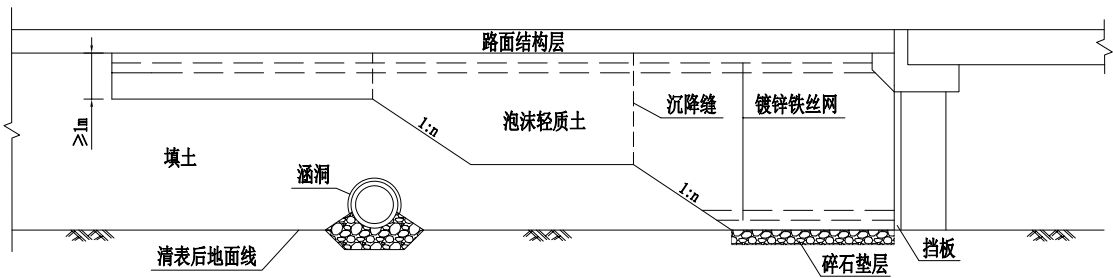 路面结构层
≥1m
1:n
泡沫轻质土
沉降缝
镀锌铁丝网
填土
涵洞
1:n
清表后地面线
碎石垫层
挡板